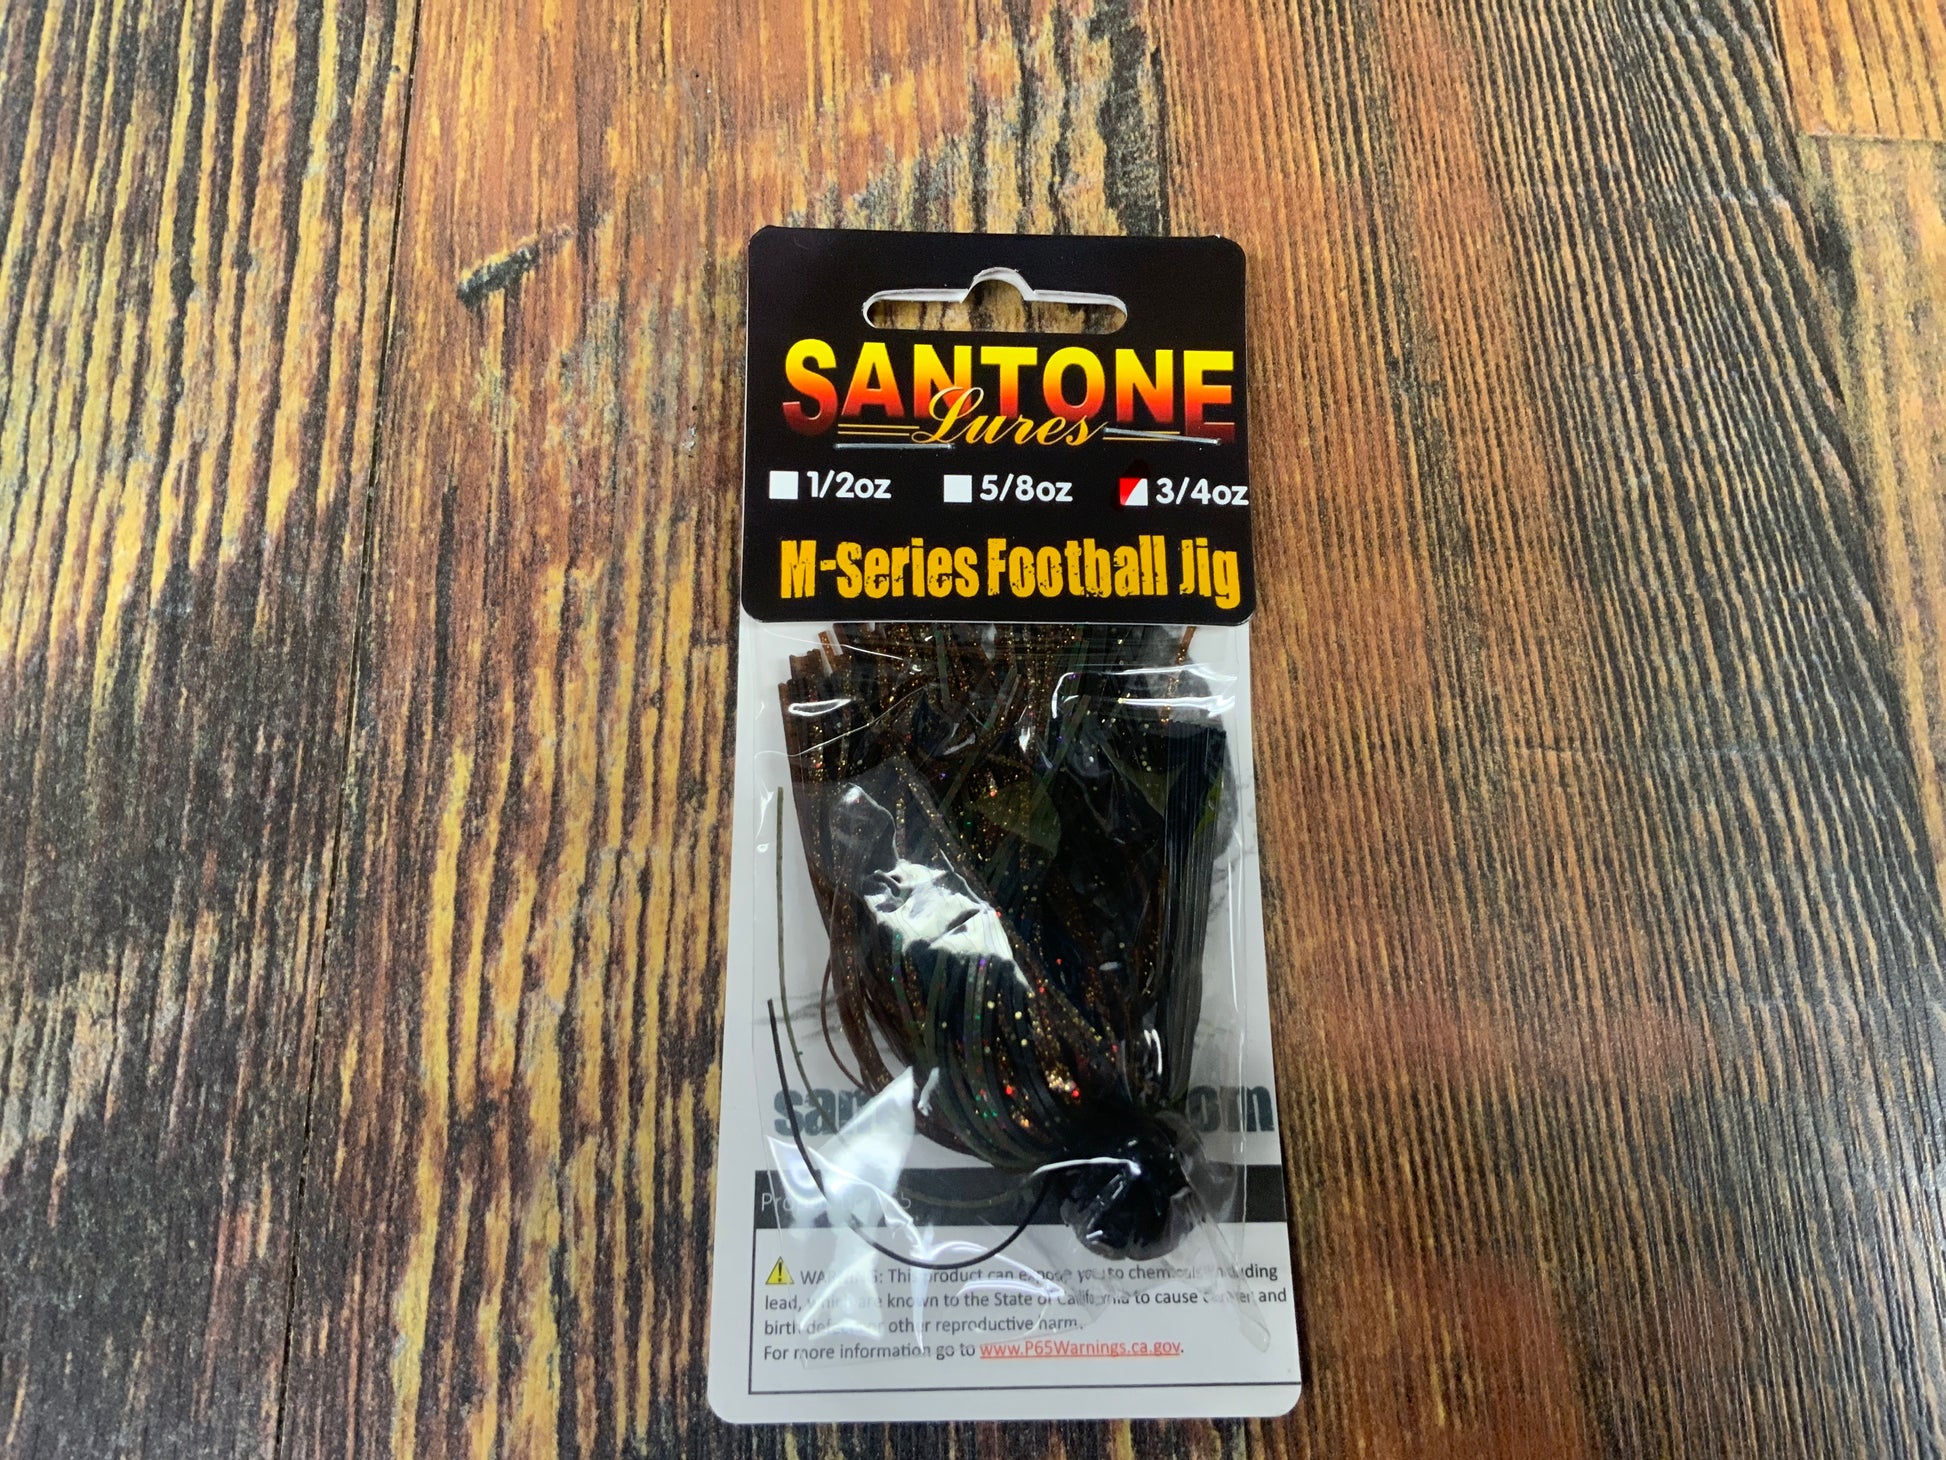 SANTONE
Lures
1/2oz 5/8oz 3/4oz
M-Series Football Jig
WARNING: This product can expose you to chemicals including
lead, which are known to the State of California to cause cancer and
birth defects or other reproductive harm.
For more information go to www.P65Warnings.ca.gov.